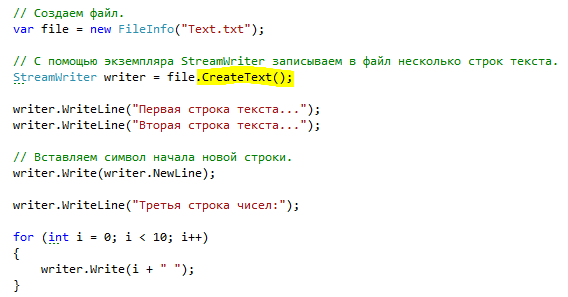 // Создаем файл.
var file = new FileInfo("Text.txt");
// С помощью экземпляра StreamWriter записываем в файл несколько строк текста.
StreamWriter writer = file.CreateText();
writer.WriteLine("Первая строка текста...");
writer.WriteLine("Вторая строка текста...");
// Вставляем символ начала новой строки.
writer.Write(writer.NewLine);
writer.WriteLine("Третья строка чисел:");
for (int i = 0; i < 10; i++)
{
writer.Write(i + " ");
}